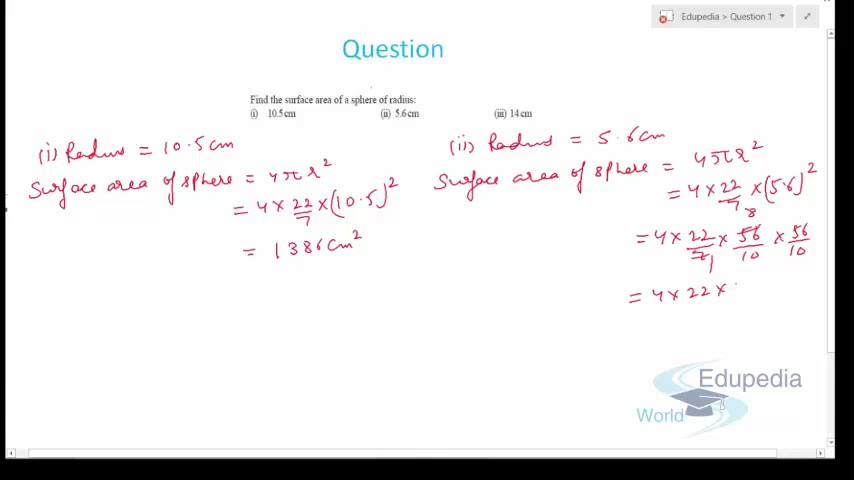 Edupedia > Question 1
Question
Find the surface area of a sphere of radius:
(i) 10.5 cm (ii) 5.6 cm (iii) 14 cm
(i) Radius = 10.5 cm
Surface area of sphere = 4πr²
= 4 × 22/7 × (10.5)²
= 1386 cm²
(ii) Radius = 5.6 cm
Surface area of sphere = 4πr²
= 4 × 22/7 × (5.6)²
8
= 4 × 22/7 × 56/10 × 56/10
1
= 4 × 22 ×
Edupedia
World